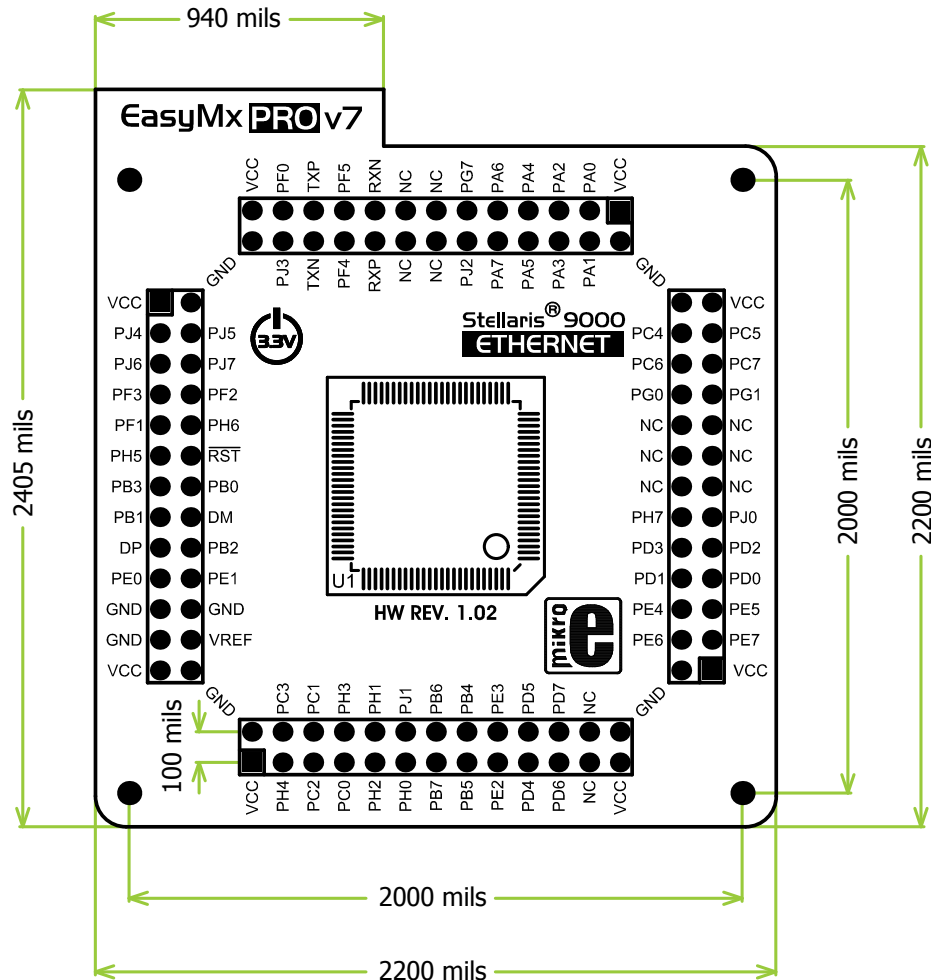 940 mils
EasyMx PRO v7
VCC PF0 TXP PF5 RXN NC NC PG7 PA6 PA4 PA2 PA0 VCC
GND PJ3 TXN PF4 RXP NC NC PJ2 PA7 PA5 PA3 PA1 GND
3.3V
Stellaris® 9000
ETHERNET
VCC
PJ4 PJ5
PJ6 PJ7
PF3 PF2
PF1 PH6
PH5 RST
PB3 PB0
PB1 DM
DP PB2
PE0 PE1
GND GND
GND VREF
VCC GND
VCC
PC4 PC5
PC6 PC7
PG0 PG1
NC NC
NC NC
NC NC
PH7 PJ0
PD3 PD2
PD1 PD0
PE4 PE5
PE6 PE7
GND VCC
U1
HW REV. 1.02
mikro e
PC3 PC1 PH3 PH1 PJ1 PB6 PB4 PE3 PD5 PD7 NC
VCC PH4 PC2 PC0 PH2 PH0 PB7 PB5 PE2 PD4 PD6 NC VCC
100 mils
2405 mils
2000 mils
2200 mils
2000 mils
2200 mils